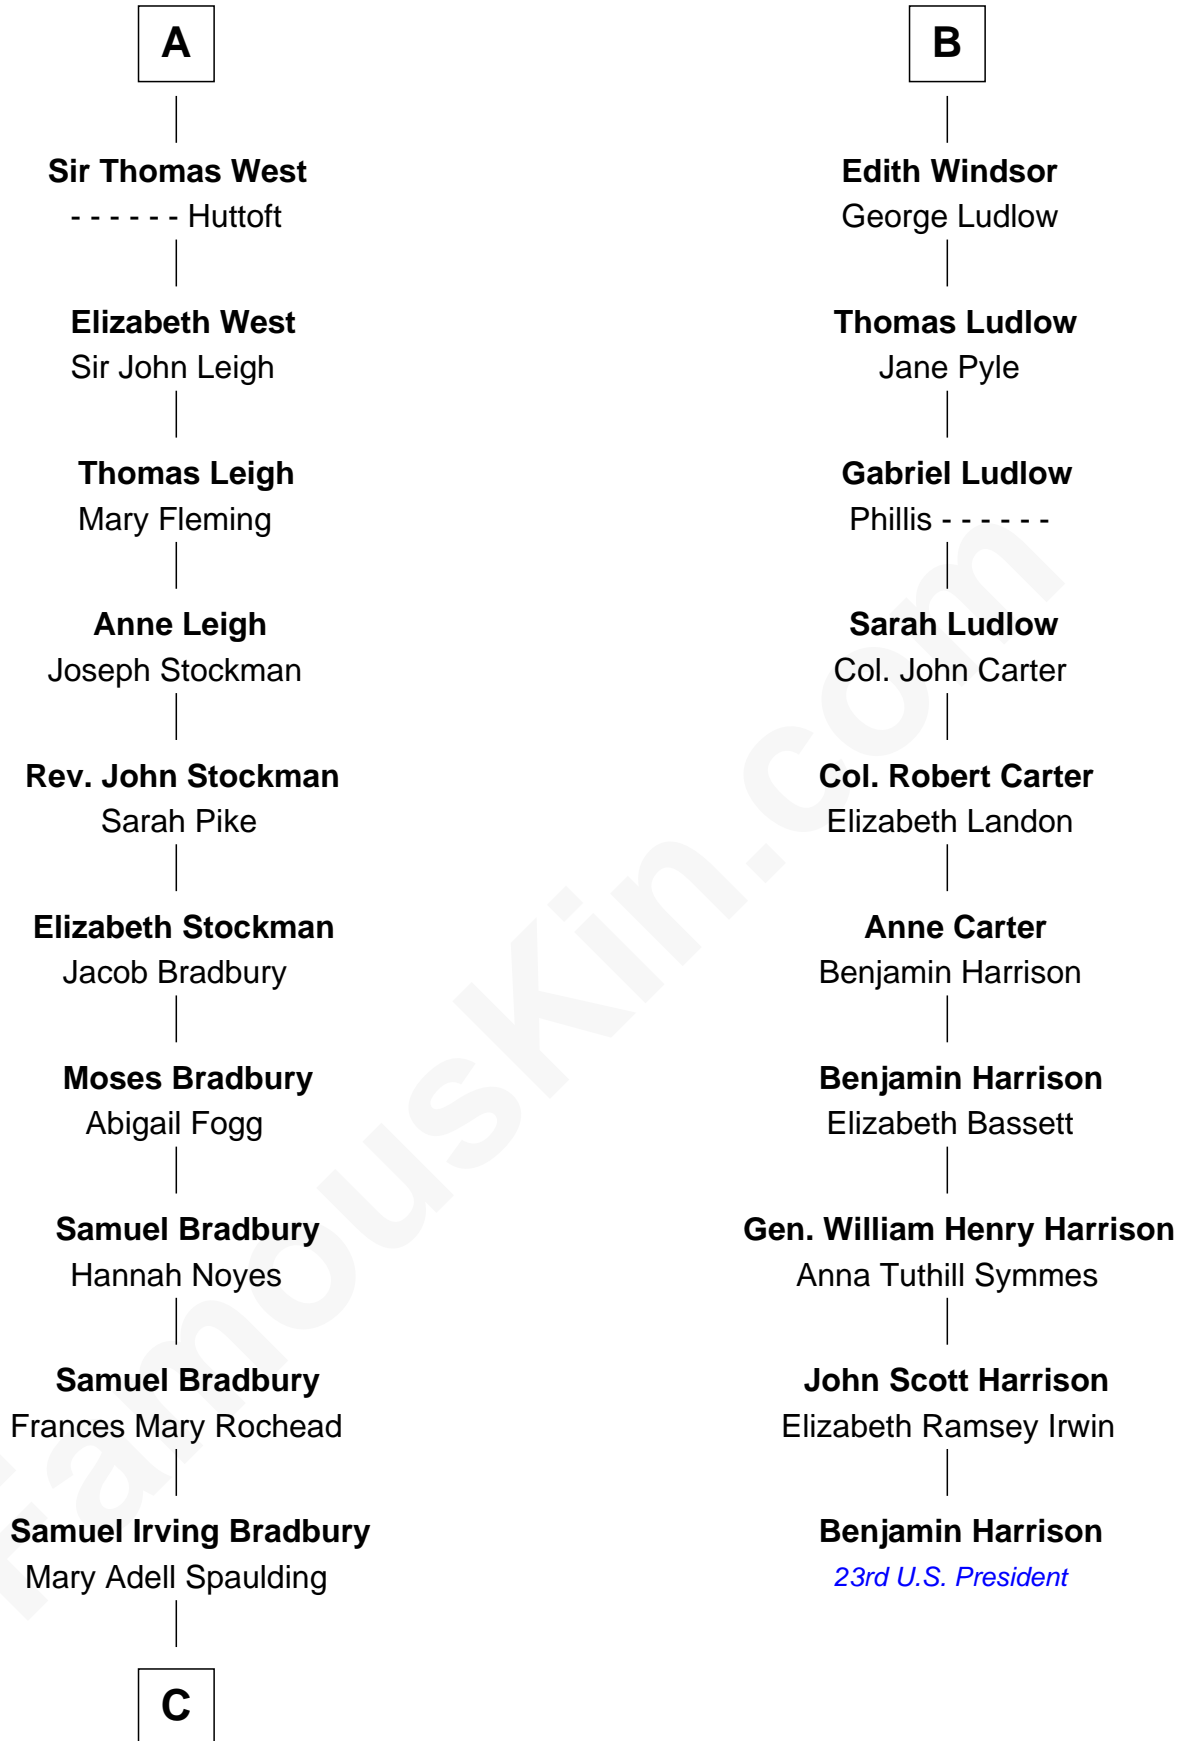 A
Sir Thomas West
- - - - - - Huttoft
Elizabeth West
Sir John Leigh
Thomas Leigh
Mary Fleming
Anne Leigh
Joseph Stockman
Rev. John Stockman
Sarah Pike
Elizabeth Stockman
Jacob Bradbury
Moses Bradbury
Abigail Fogg
Samuel Bradbury
Hannah Noyes
Samuel Bradbury
Frances Mary Rochead
Samuel Irving Bradbury
Mary Adell Spaulding
C
B
Edith Windsor
George Ludlow
Thomas Ludlow
Jane Pyle
Gabriel Ludlow
Phillis - - - - - -
Sarah Ludlow
Col. John Carter
Col. Robert Carter
Elizabeth Landon
Anne Carter
Benjamin Harrison
Benjamin Harrison
Elizabeth Bassett
Gen. William Henry Harrison
Anna Tuthill Symmes
John Scott Harrison
Elizabeth Ramsey Irwin
Benjamin Harrison
23rd U.S. President
FamousKin.com